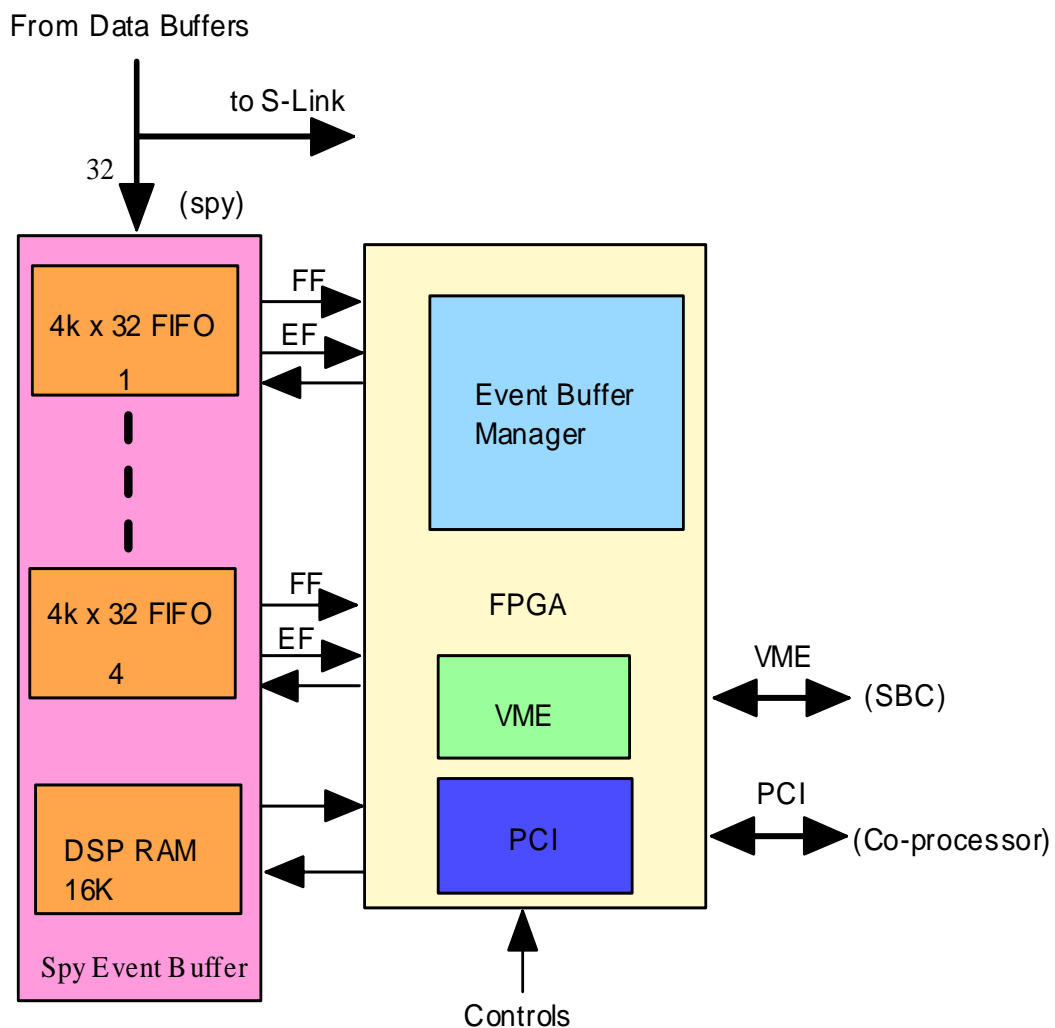 From Data Buffers
to S-Link
32
(spy)
4k x 32 FIFO
1
FF
EF
Event Buffer
Manager
4k x 32 FIFO
4
FF
EF
FPGA
VME
VME
(SBC)
DSP RAM
16K
PCI
PCI
(Co-processor)
Spy Event Buffer
Controls